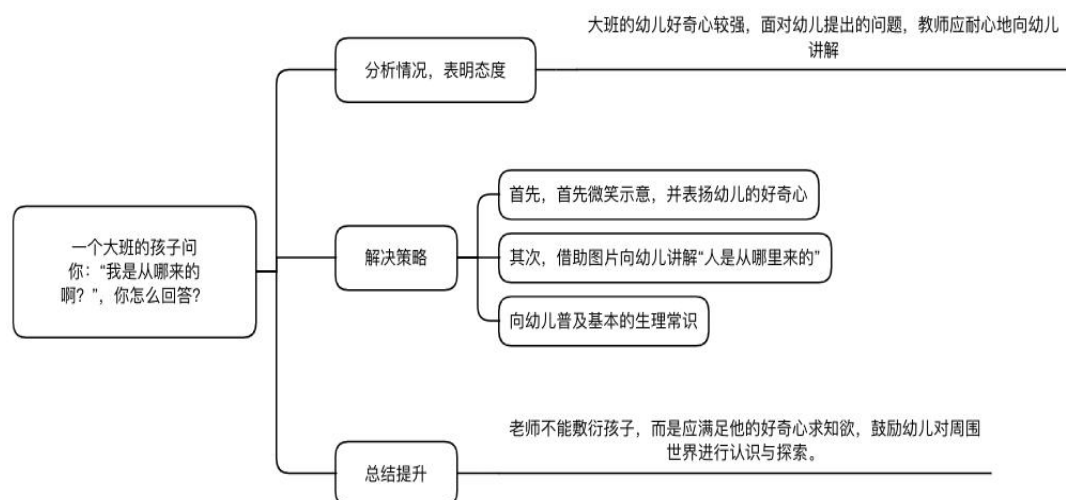 一个大班的孩子问
你：“我是从哪来的
啊？”，你怎么回答?
分析情况，表明态度
大班的幼儿好奇心较强，面对幼儿提出的问题，教师应耐心地向幼儿
讲解
解决策略
首先，首先微笑示意，并表扬幼儿的好奇心
其次，借助图片向幼儿讲解“人是从哪里来的”
向幼儿普及基本的生理常识
总结提升
老师不能敷衍孩子，而是应满足他的好奇心求知欲，鼓励幼儿对周围
世界进行认识与探索。